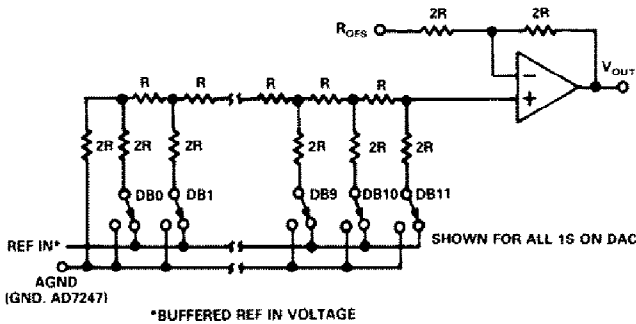 2R 2R
R_OFS
V_OUT
− +
R R R R R
2R 2R 2R 2R 2R 2R
DB0 DB1 DB9 DB10 DB11
REF IN* SHOWN FOR ALL 1S ON DAC
AGND
(GND. AD7247)
*BUFFERED REF IN VOLTAGE